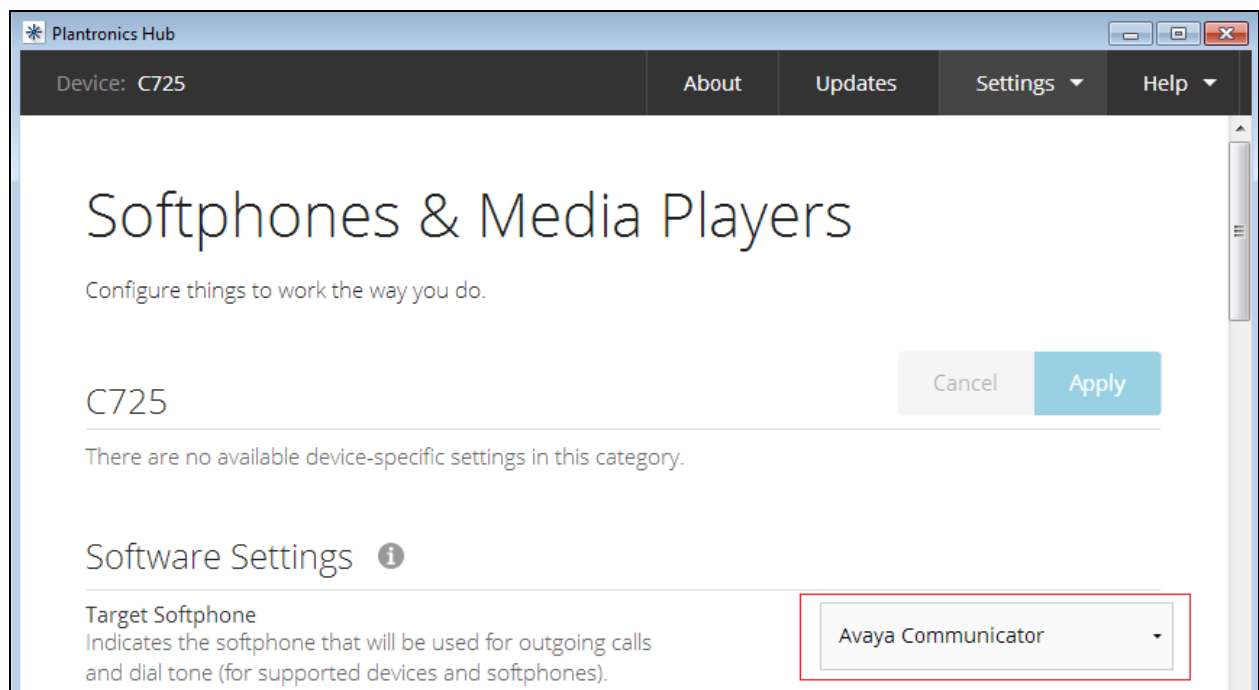 Plantronics Hub
Device: C725 About Updates Settings Help
Softphones & Media Players
Configure things to work the way you do.
Cancel Apply
C725
There are no available device-specific settings in this category.
Software Settings
Target Softphone
Indicates the softphone that will be used for outgoing calls
and dial tone (for supported devices and softphones).
Avaya Communicator